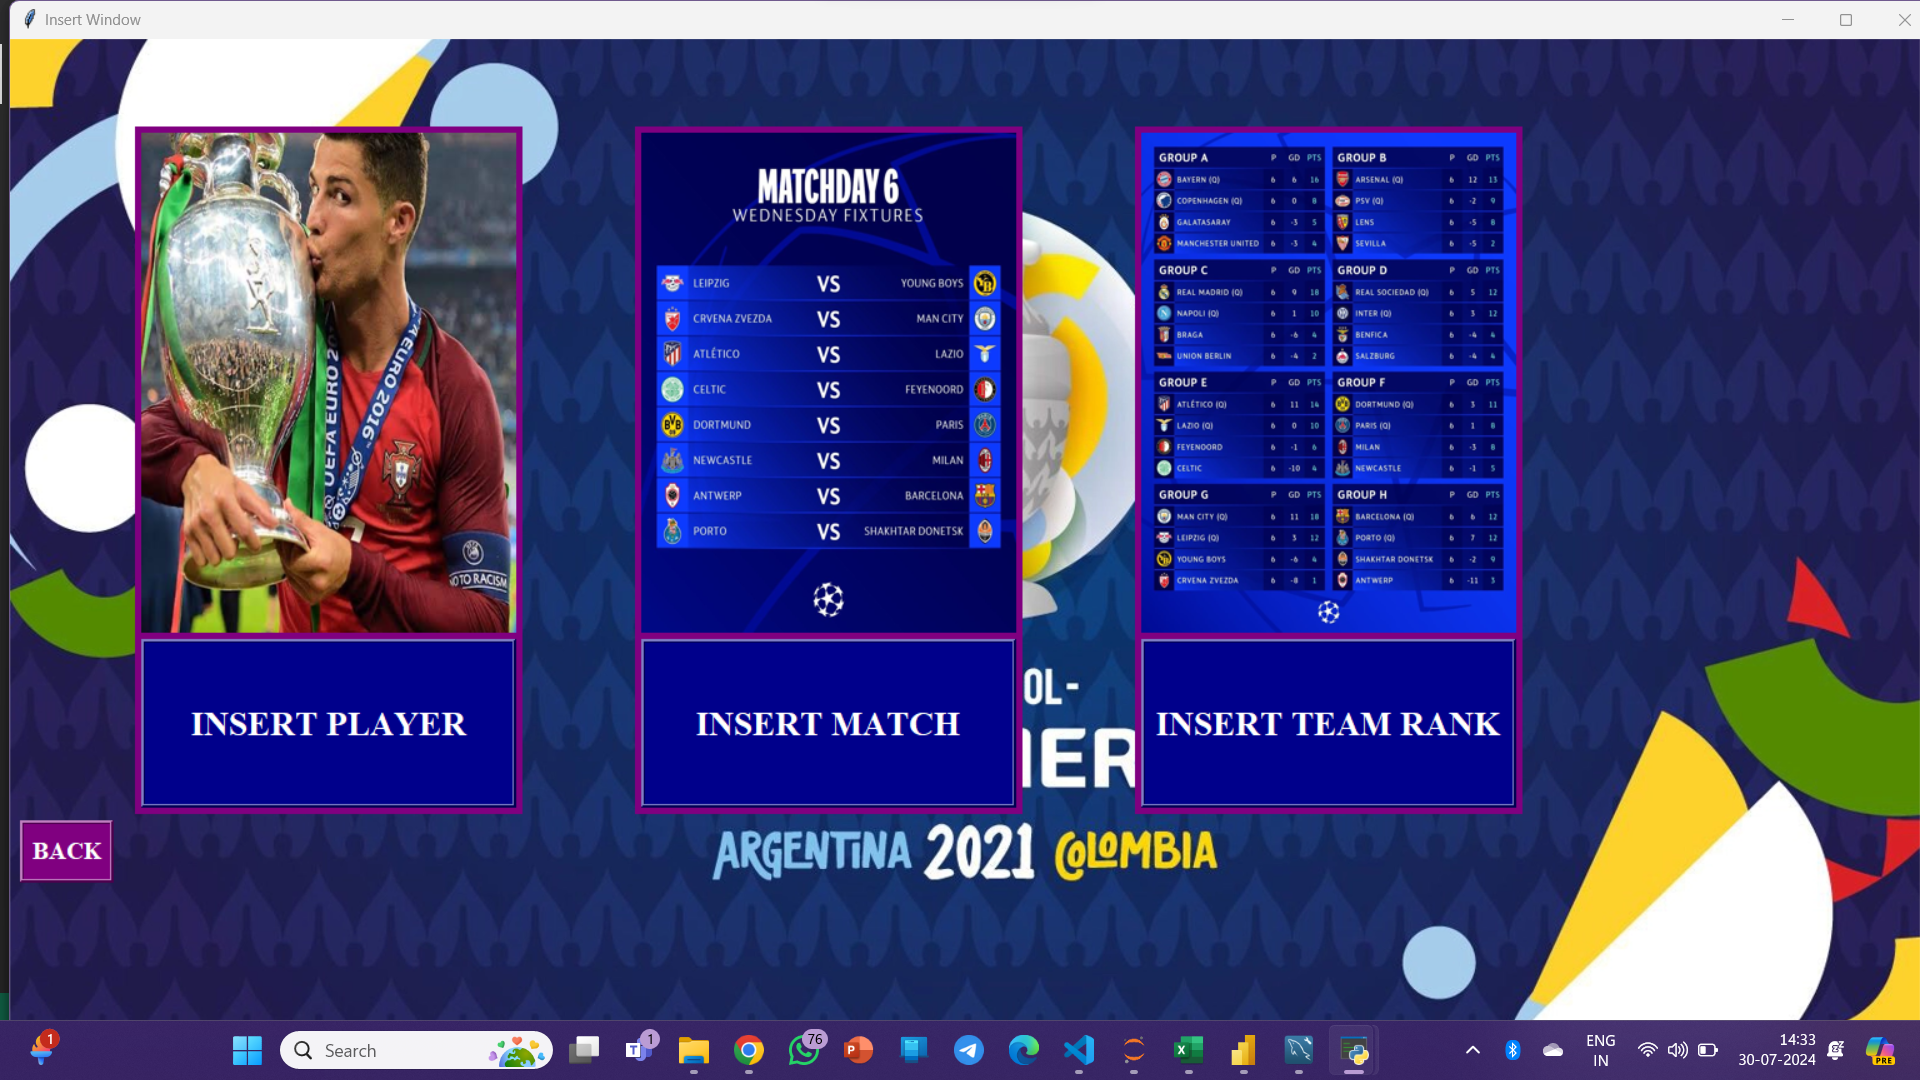 Insert Window
UEFA EURO 2016
UEFA EURO 2016
NO TO RACISM
INSERT PLAYER
MATCHDAY 6
WEDNESDAY FIXTURES
LEIPZIG VS YOUNG BOYS
CRVENA ZVEZDA VS MAN CITY
ATLÉTICO VS LAZIO
CELTIC VS FEYENOORD
DORTMUND VS PARIS
NEWCASTLE VS MILAN
ANTWERP VS BARCELONA
PORTO VS SHAKHTAR DONETSK
INSERT MATCH
GROUP A P GD PTS
BAYERN (Q) 6 6 16
COPENHAGEN (Q) 6 0 8
GALATASARAY 6 -3 5
MANCHESTER UNITED 6 -3 4
GROUP B P GD PTS
ARSENAL (Q) 6 12 13
PSV (Q) 6 -2 9
LENS 6 -5 8
SEVILLA 6 -5 2
GROUP C P GD PTS
REAL MADRID (Q) 6 9 18
NAPOLI (Q) 6 1 10
BRAGA 6 -6 4
UNION BERLIN 6 -4 2
GROUP D P GD PTS
REAL SOCIEDAD (Q) 6 5 12
INTER (Q) 6 3 12
BENFICA 6 -4 4
SALZBURG 6 -4 4
GROUP E P GD PTS
ATLÉTICO (Q) 6 11 14
LAZIO (Q) 6 0 10
FEYENOORD 6 -1 6
CELTIC 6 -10 4
GROUP F P GD PTS
DORTMUND (Q) 6 3 11
PARIS (Q) 6 1 8
MILAN 6 -3 8
NEWCASTLE 6 -1 5
GROUP G P GD PTS
MAN CITY (Q) 6 11 18
LEIPZIG (Q) 6 3 12
YOUNG BOYS 6 -6 4
CRVENA ZVEZDA 6 -8 1
GROUP H P GD PTS
BARCELONA (Q) 6 6 12
PORTO (Q) 6 7 12
SHAKHTAR DONETSK 6 -2 9
ANTWERP 6 -11 3
INSERT TEAM RANK
OL-
ER
BACK
ARGENTINA 2021 COLOMBIA
1
Search
1
76
ENG
IN
14:33
30-07-2024
PRE